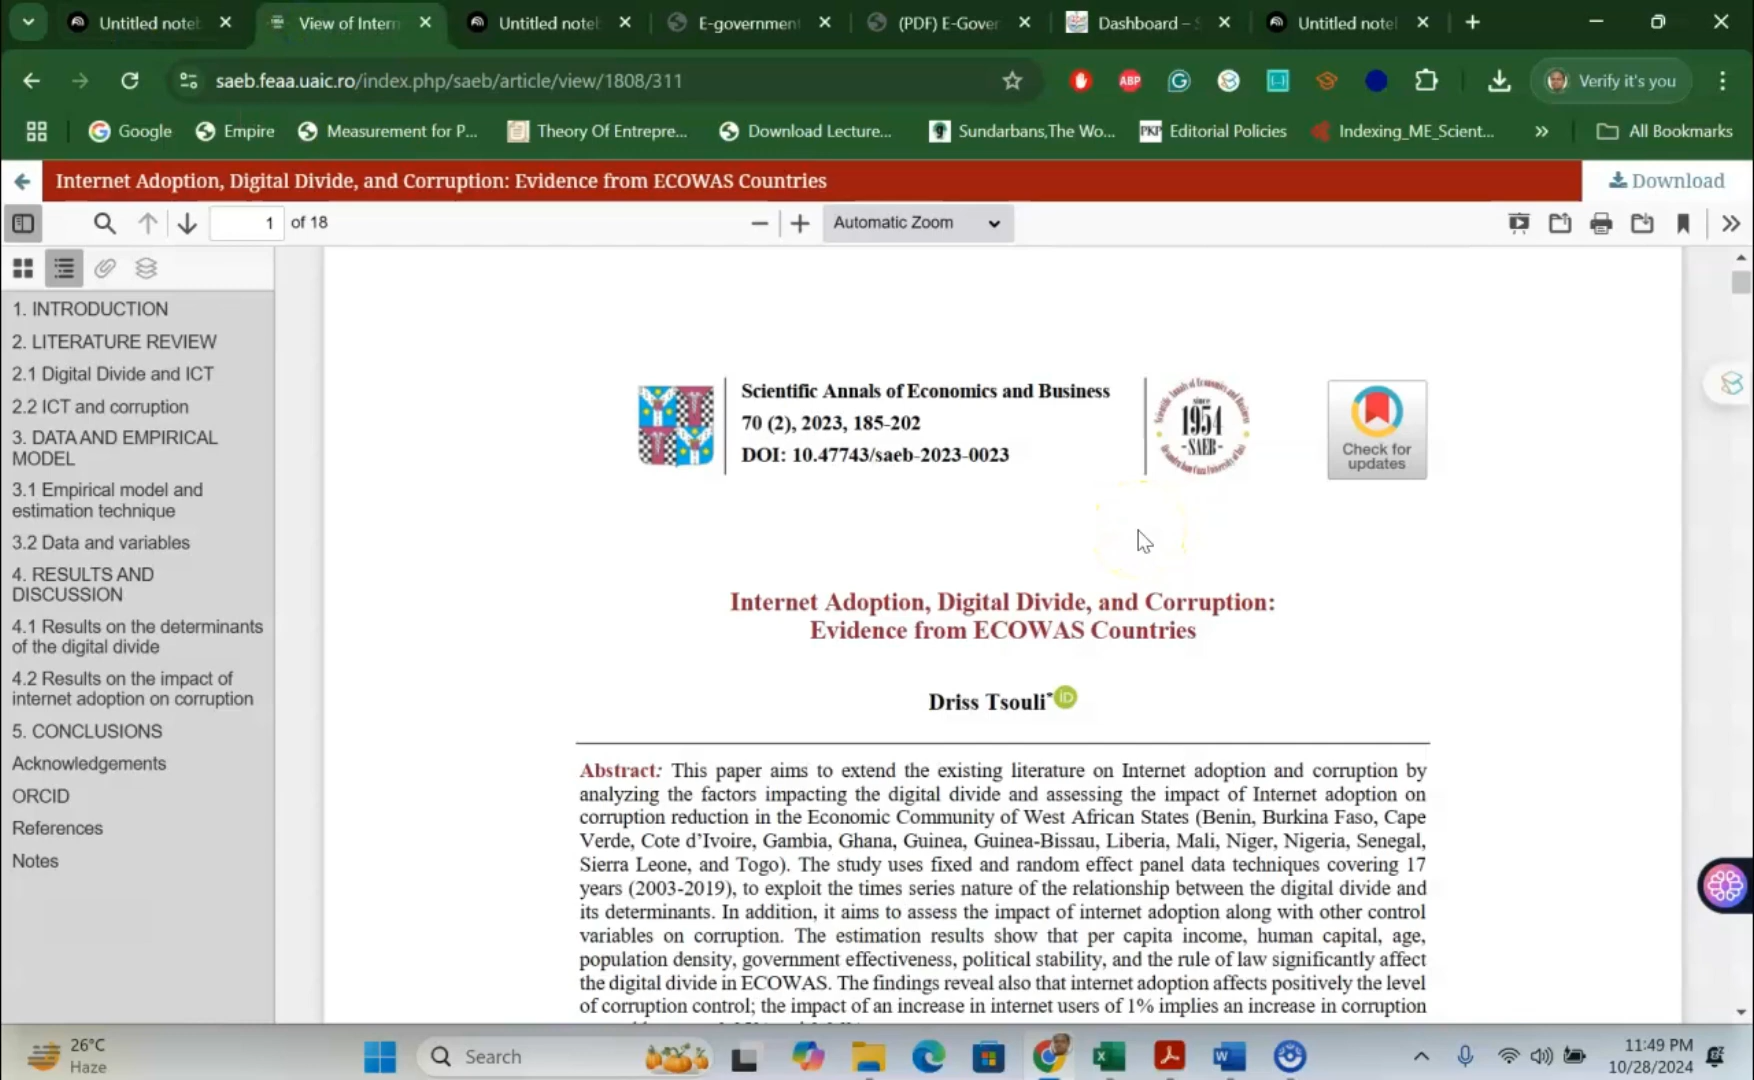 Untitled note
View of Intern
Untitled note
E-government
(PDF) E-Gover
Dashboard –
Untitled note
saeb.feaa.uaic.ro/index.php/saeb/article/view/1808/311
ABP
Verify it's you
Google
Empire
Measurement for P...
Theory Of Entrepre...
Download Lecture...
Sundarbans,The Wo...
PKP
Editorial Policies
Indexing_ME_Scient...
All Bookmarks
Internet Adoption, Digital Divide, and Corruption: Evidence from ECOWAS Countries
Download
1 of 18
Automatic Zoom
1. INTRODUCTION
2. LITERATURE REVIEW
2.1 Digital Divide and ICT
2.2 ICT and corruption
3. DATA AND EMPIRICAL
MODEL
3.1 Empirical model and
estimation technique
3.2 Data and variables
4. RESULTS AND
DISCUSSION
4.1 Results on the determinants
of the digital divide
4.2 Results on the impact of
internet adoption on corruption
5. CONCLUSIONS
Acknowledgements
ORCID
References
Notes
Scientific Annals of Economics and Business
70 (2), 2023, 185-202
DOI: 10.47743/saeb-2023-0023
since
1954
-SAEB-
Check for
updates
Internet Adoption, Digital Divide, and Corruption:
Evidence from ECOWAS Countries
Driss Tsouli*
iD
Abstract: This paper aims to extend the existing literature on Internet adoption and corruption by
analyzing the factors impacting the digital divide and assessing the impact of Internet adoption on
corruption reduction in the Economic Community of West African States (Benin, Burkina Faso, Cape
Verde, Cote d'Ivoire, Gambia, Ghana, Guinea, Guinea-Bissau, Liberia, Mali, Niger, Nigeria, Senegal,
Sierra Leone, and Togo). The study uses fixed and random effect panel data techniques covering 17
years (2003-2019), to exploit the times series nature of the relationship between the digital divide and
its determinants. In addition, it aims to assess the impact of internet adoption along with other control
variables on corruption. The estimation results show that per capita income, human capital, age,
population density, government effectiveness, political stability, and the rule of law significantly affect
the digital divide in ECOWAS. The findings reveal also that internet adoption affects positively the level
of corruption control; the impact of an increase in internet users of 1% implies an increase in corruption
26°C
Haze
Search
11:49 PM
10/28/2024